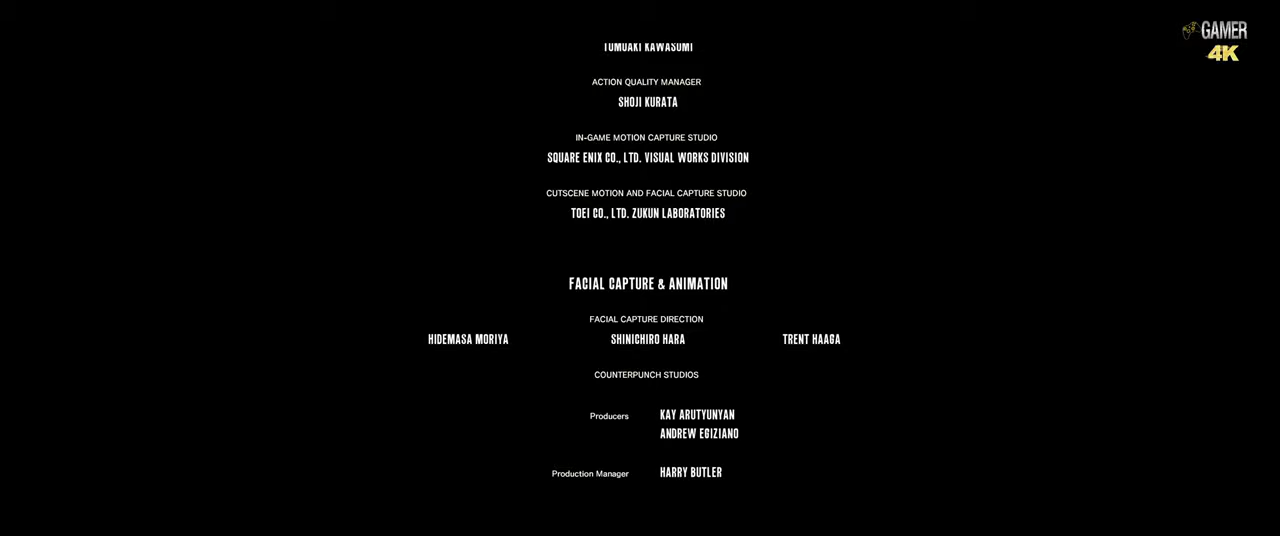 GAMER
4K
TOMOAKI KAWASUMI
ACTION QUALITY MANAGER
SHOJI KURATA
IN-GAME MOTION CAPTURE STUDIO
SQUARE ENIX CO., LTD. VISUAL WORKS DIVISION
CUTSCENE MOTION AND FACIAL CAPTURE STUDIO
TOEI CO., LTD. ZUKUN LABORATORIES
FACIAL CAPTURE & ANIMATION
FACIAL CAPTURE DIRECTION
HIDEMASA MORIYA SHINICHIRO HARA TRENT HAAGA
COUNTERPUNCH STUDIOS
Producers KAY ARUTYUNYAN
ANDREW EGIZIANO
Production Manager HARRY BUTLER